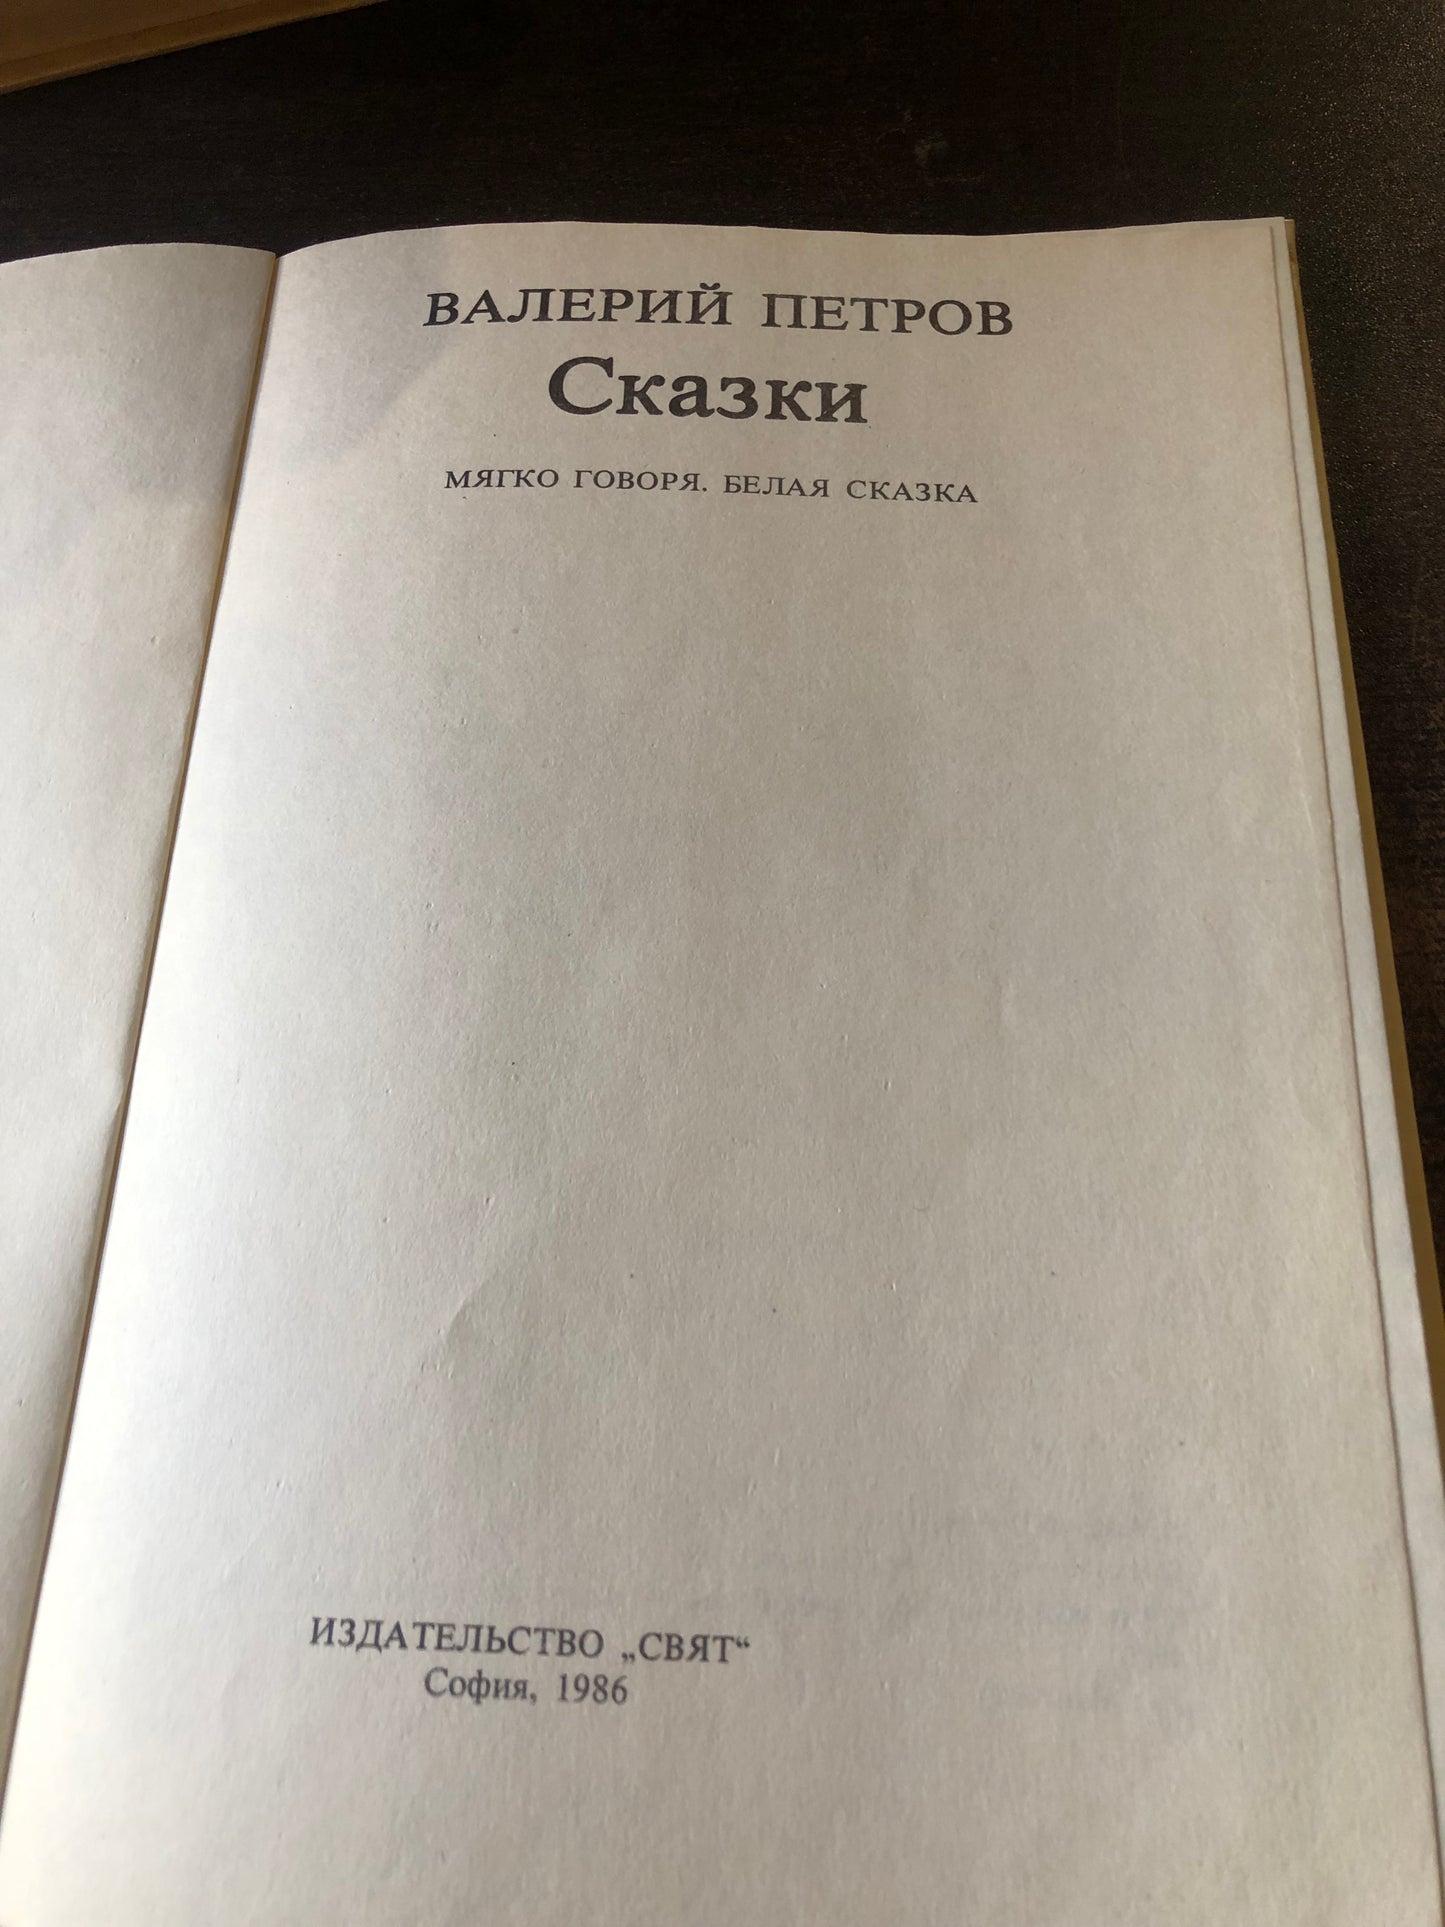 ВАЛЕРИЙ ПЕТРОВ
Сказки
МЯГКО ГОВОРЯ. БЕЛАЯ СКАЗКА
ИЗДАТЕЛЬСТВО „СВЯТ“
София, 1986